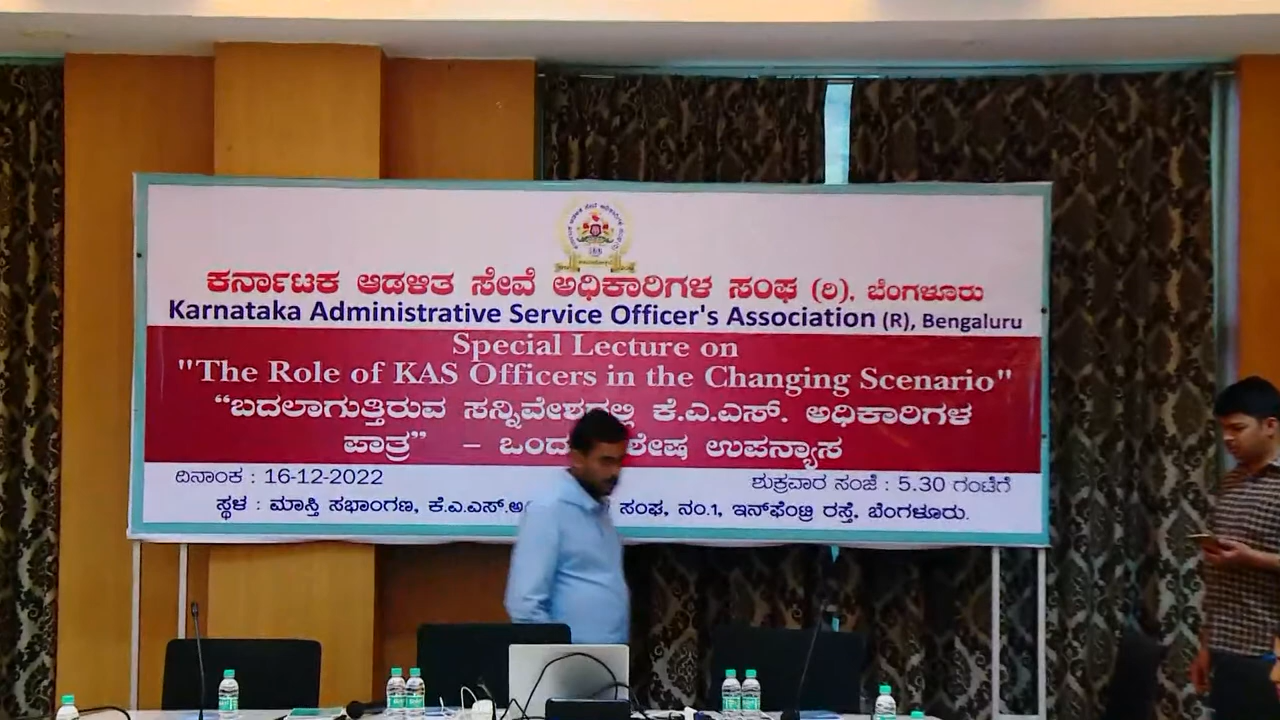 ಕರ್ನಾಟಕ ಆಡಳಿತ ಸೇವೆ ಅಧಿಕಾರಿಗಳ ಸಂಘ (ರಿ), ಬೆಂಗಳೂರು
Karnataka Administrative Service Officer's Association (R), Bengaluru
Special Lecture on
"The Role of KAS Officers in the Changing Scenario"
“ಬದಲಾಗುತ್ತಿರುವ ಸನ್ನಿವೇಶದಲ್ಲಿ ಕೆ.ಎ.ಎಸ್. ಅಧಿಕಾರಿಗಳ
ಪಾತ್ರ” – ಉಪನ್ಯಾಸ
ದಿನಾಂಕ : 16-12-2022 ಶುಕ್ರವಾರ ಸಂಜೆ : 5.30 ಗಂಟೆಗೆ
ಸ್ಥಳ : ಮಾಸ್ತಿ ಸಭಾಂಗಣ, ಕೆ.ಎ.ಎಸ್. ಸಂಘ, ನಂ.1, ಇನ್‌ಫೆಂಟ್ರಿ ರಸ್ತೆ, ಬೆಂಗಳೂರು.